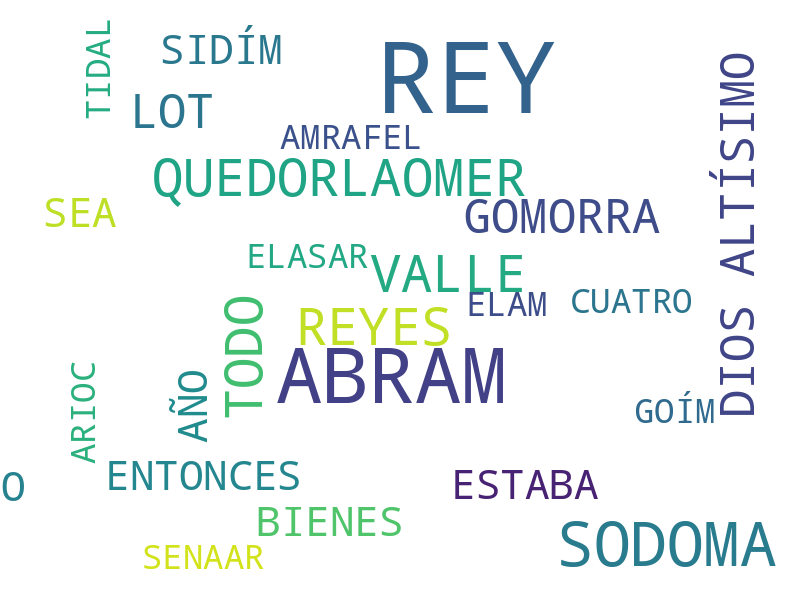 TIDAL
SIDÍM
REY
LOT
AMRAFEL
QUEDORLAOMER
SEA
GOMORRA
DIOS ALTÍSIMO
ELASAR
VALLE
ELAM
CUATRO
TODO
REYES
ABRAM
ARIOC
AÑO
GOÍM
O
ENTONCES
ESTABA
BIENES
SODOMA
SENAAR